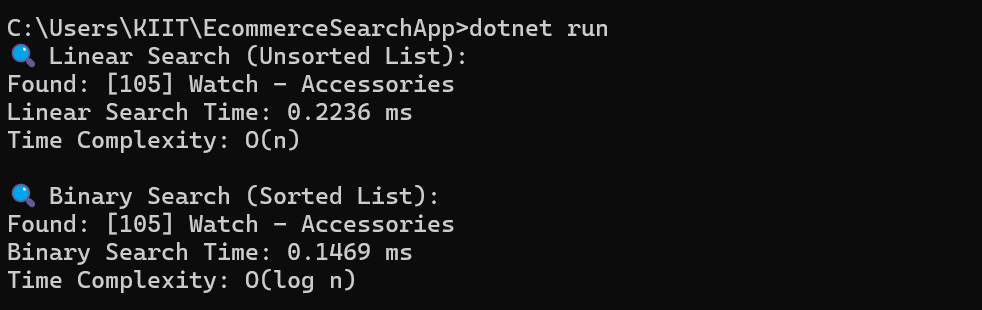 C:\Users\KIIT\EcommerceSearchApp>dotnet run
🔍 Linear Search (Unsorted List):
Found: [105] Watch - Accessories
Linear Search Time: 0.2236 ms
Time Complexity: O(n)

🔍 Binary Search (Sorted List):
Found: [105] Watch - Accessories
Binary Search Time: 0.1469 ms
Time Complexity: O(log n)